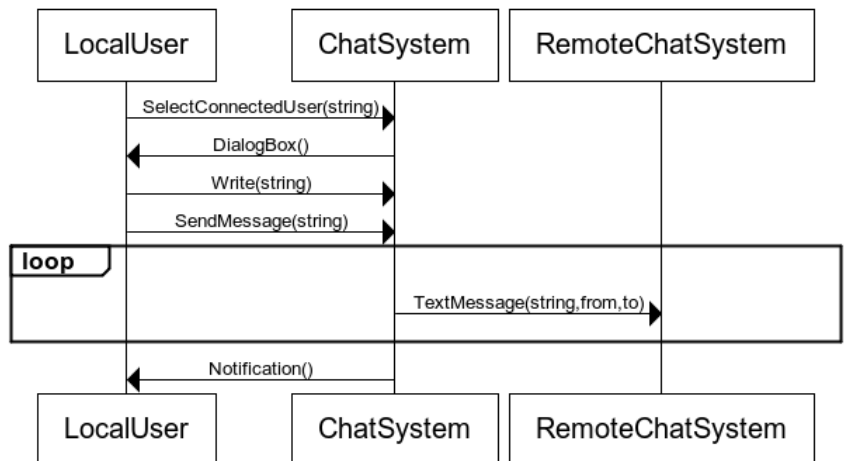 LocalUser ChatSystem RemoteChatSystem
SelectConnectedUser(string)
DialogBox()
Write(string)
SendMessage(string)
loop
TextMessage(string,from,to)
Notification()
LocalUser ChatSystem RemoteChatSystem